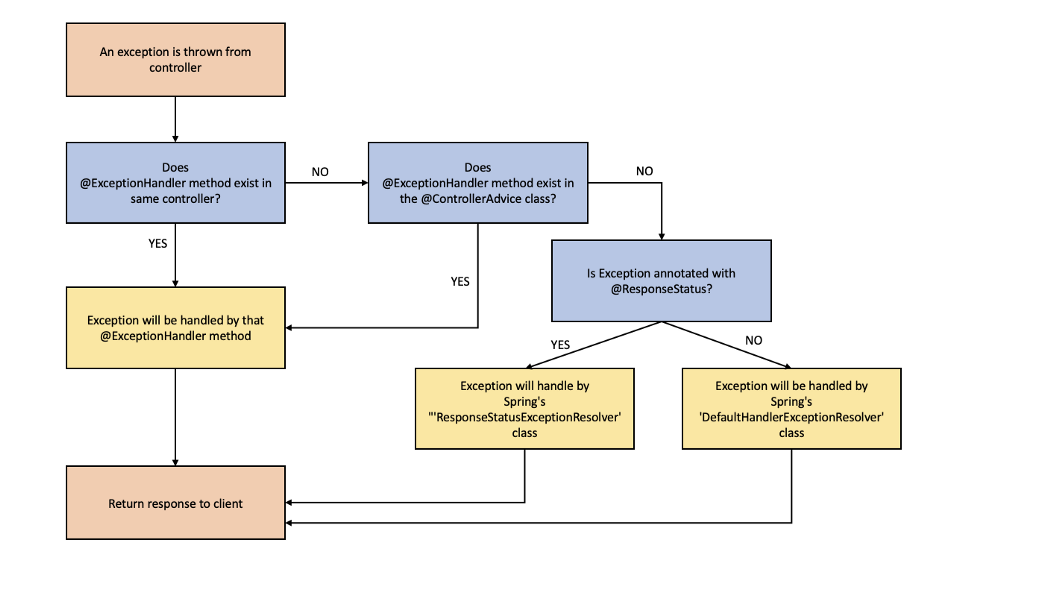 An exception is thrown from
controller
Does
@ExceptionHandler method exist in
same controller?
NO
Does
@ExceptionHandler method exist in
the @ControllerAdvice class?
NO
YES
YES
Is Exception annotated with
@ResponseStatus?
Exception will be handled by that
@ExceptionHandler method
YES
NO
Exception will handle by
Spring's
"'ResponseStatusExceptionResolver'
class
Exception will be handled by
Spring's
'DefaultHandlerExceptionResolver'
class
Return response to client